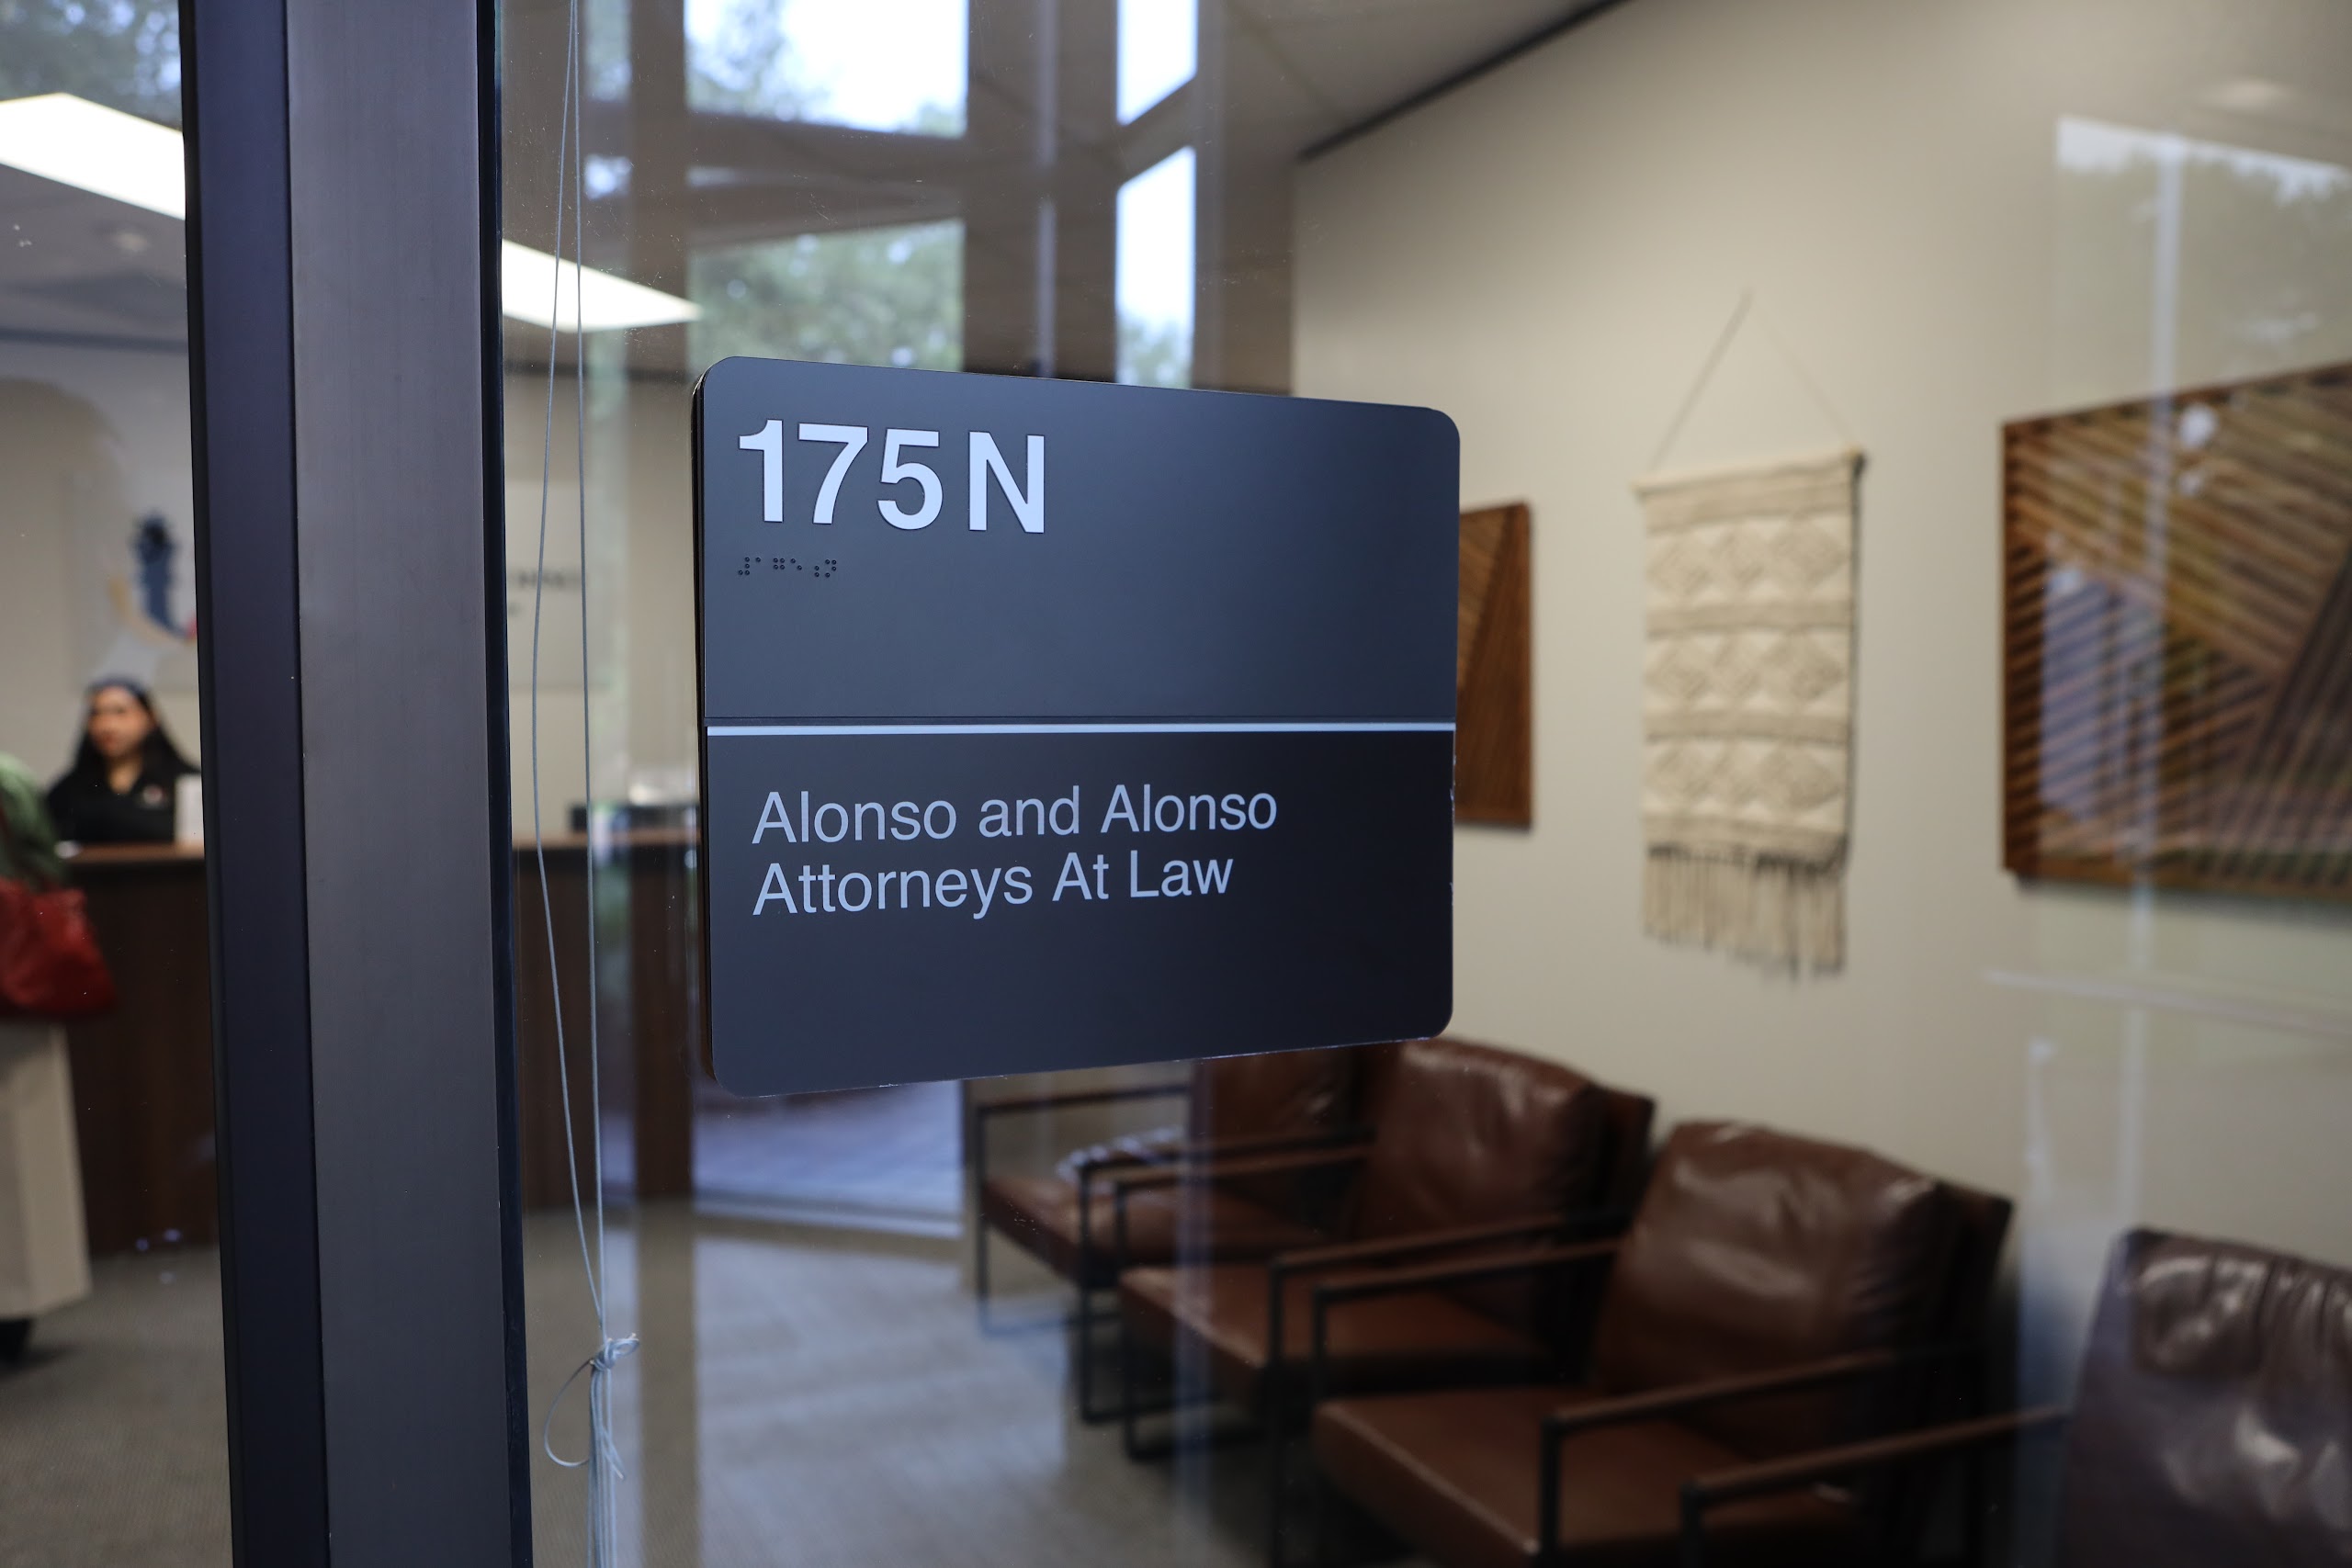 175 N
Alonso and Alonso
Attorneys At Law